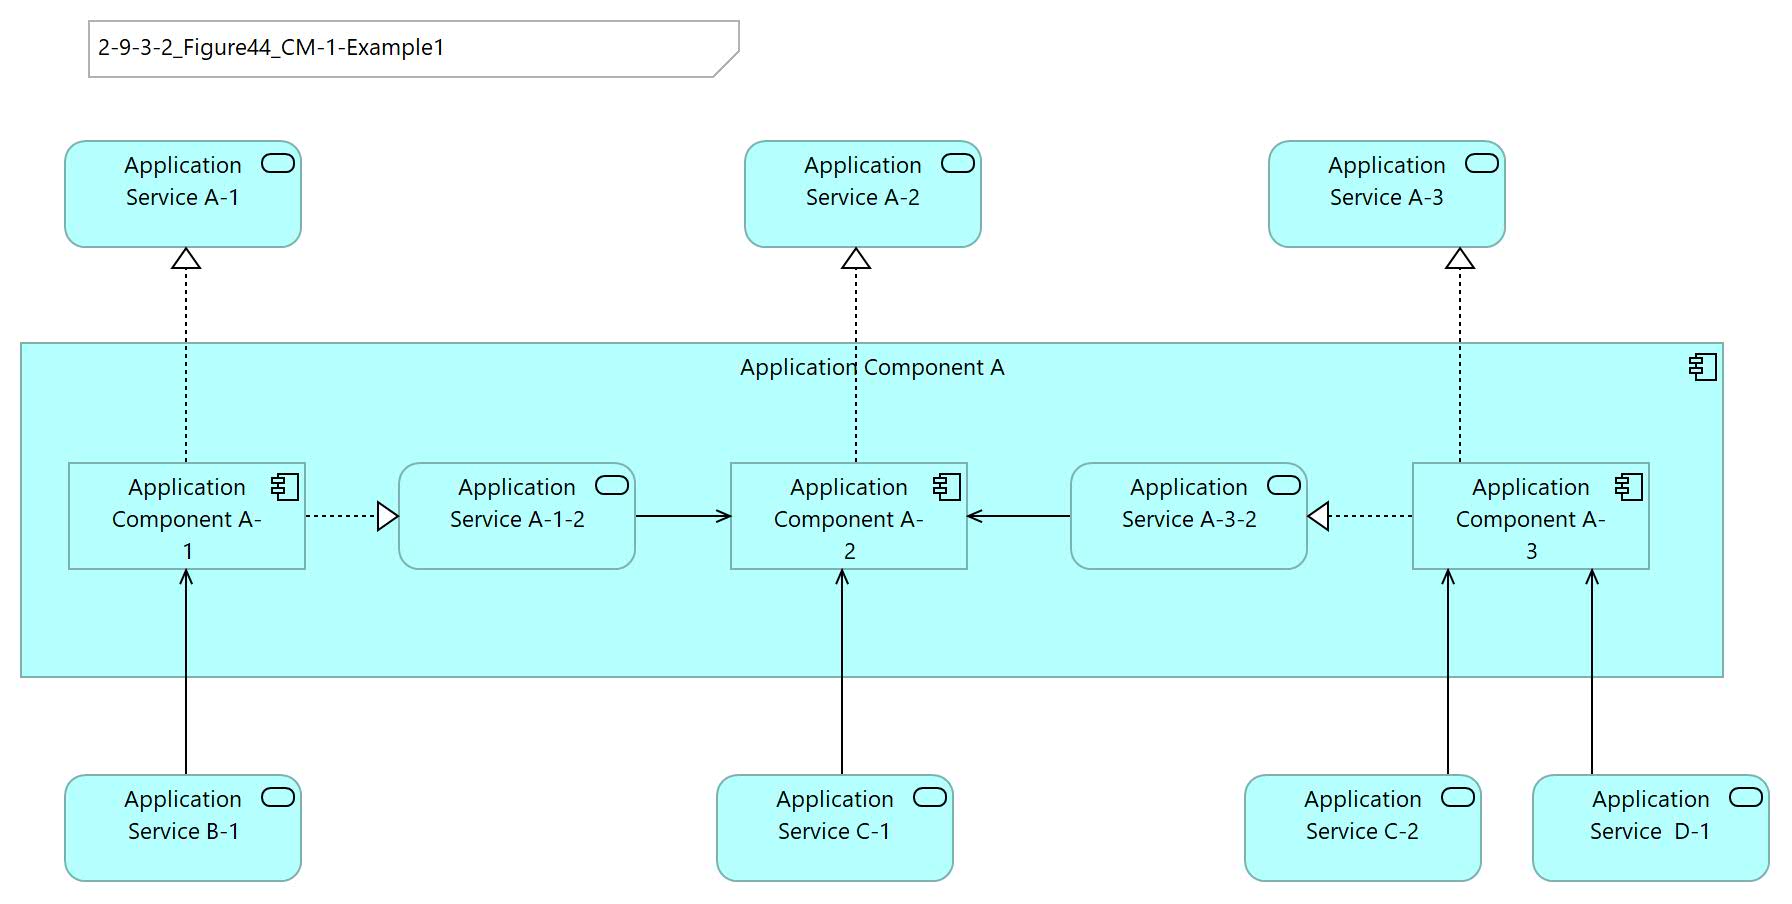 2-9-3-2_Figure44_CM-1-Example1
Application
Service A-1
Application
Service A-2
Application
Service A-3
Application Component A
Application
Component A-
1
Application
Service A-1-2
Application
Component A-
2
Application
Service A-3-2
Application
Component A-
3
Application
Service B-1
Application
Service C-1
Application
Service C-2
Application
Service  D-1